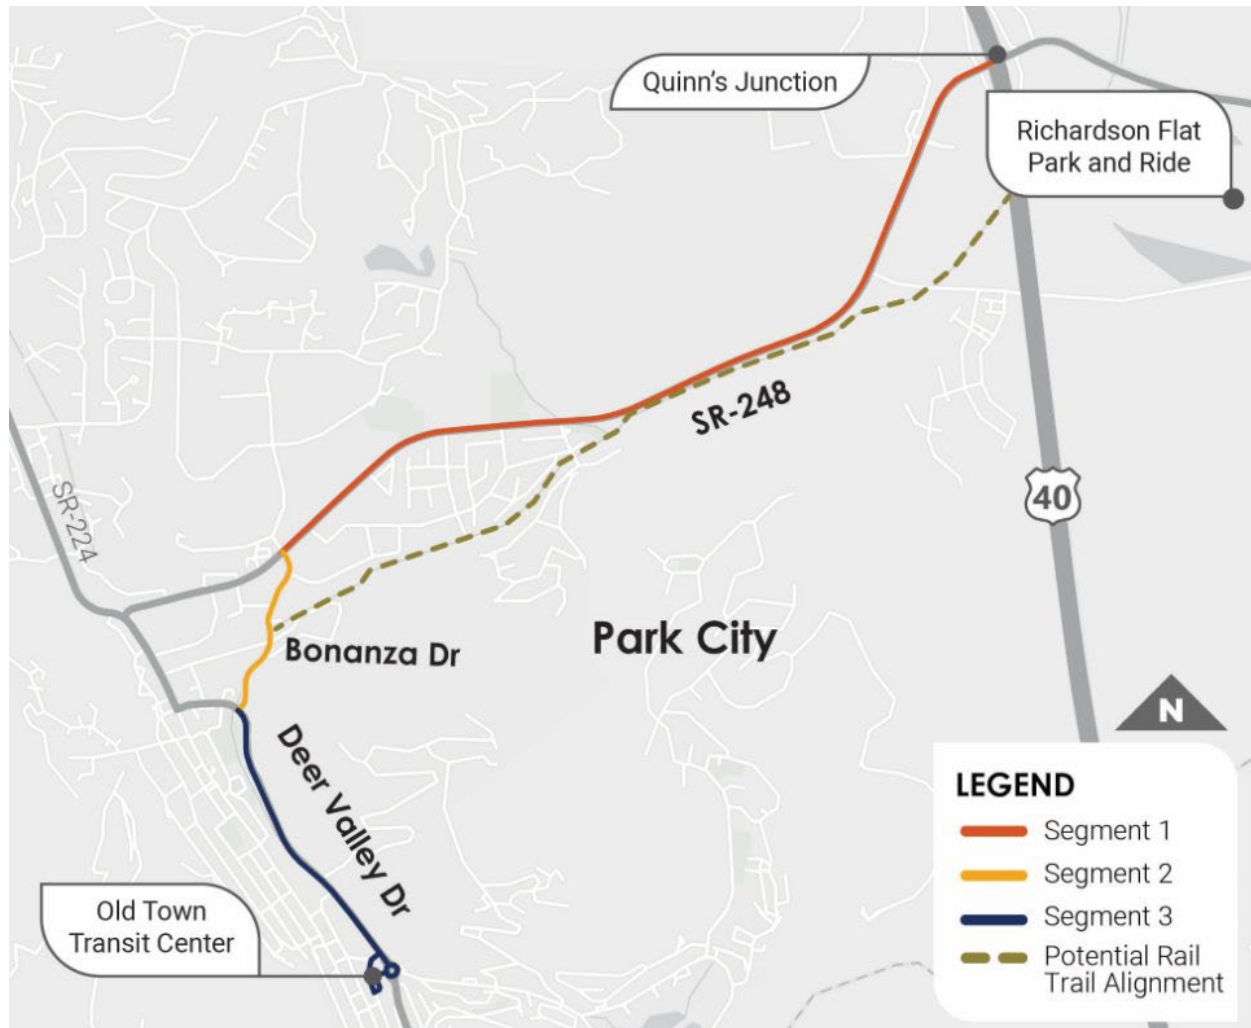 Quinn's Junction
Richardson Flat
Park and Ride
SR-248
40
SR-224
Park City
Bonanza Dr
N
Deer Valley Dr
LEGEND
Segment 1
Segment 2
Segment 3
Potential Rail
Trail Alignment
Old Town
Transit Center